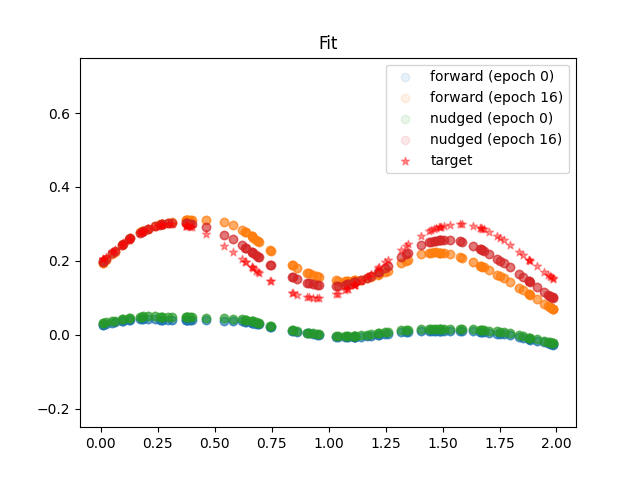 Fit
forward (epoch 0)
forward (epoch 16)
nudged (epoch 0)
nudged (epoch 16)
target
0.6
0.4
0.2
0.0
−0.2
0.00 0.25 0.50 0.75 1.00 1.25 1.50 1.75 2.00